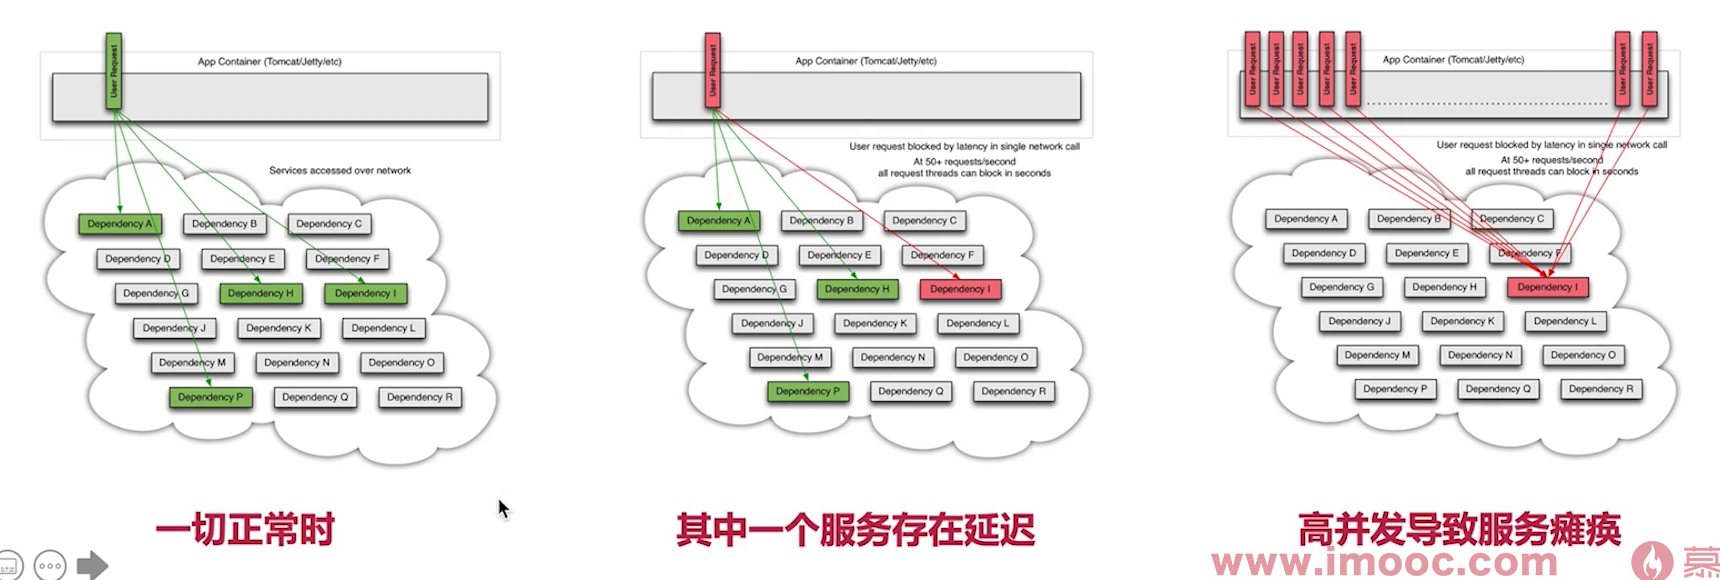 User Request
App Container (Tomcat/Jetty/etc)
Services accessed over network
Dependency A Dependency B Dependency C
Dependency D Dependency E Dependency F
Dependency G Dependency H Dependency I
Dependency J Dependency K Dependency L
Dependency M Dependency N Dependency O
Dependency P Dependency Q Dependency R
一切正常时
User Request
App Container (Tomcat/Jetty/etc)
User request blocked by latency in single network call
At 50+ requests/second
all request threads can block in seconds
Dependency A Dependency B Dependency C
Dependency D Dependency E Dependency F
Dependency G Dependency H Dependency I
Dependency J Dependency K Dependency L
Dependency M Dependency N Dependency O
Dependency P Dependency Q Dependency R
其中一个服务存在延迟
User Request User Request User Request User Request User Request User Request User Request
App Container (Tomcat/Jetty/etc)
User request blocked by latency in single network call
At 50+ requests/second
all request threads can block in seconds
Dependency A Dependency B Dependency C
Dependency D Dependency E Dependency F
Dependency G Dependency H Dependency I
Dependency J Dependency K Dependency L
Dependency M Dependency N Dependency O
Dependency P Dependency Q Dependency R
高并发导致服务瘫痪
www.imooc.com 慕